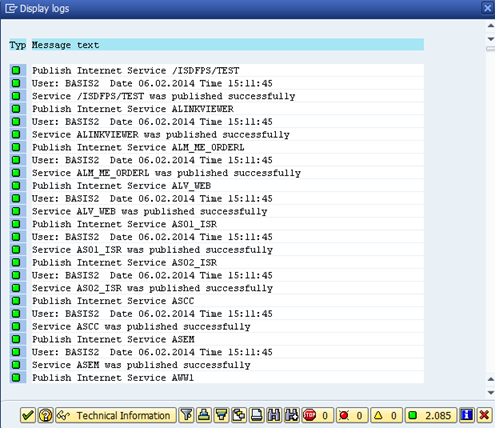 Display logs
Typ Message text
Publish Internet Service /ISDFPS/TEST
User: BASIS2 Date 06.02.2014 Time 15:11:45
Service /ISDFPS/TEST was published successfully
Publish Internet Service ALINKVIEWER
User: BASIS2 Date 06.02.2014 Time 15:11:45
Service ALINKVIEWER was published successfully
Publish Internet Service ALM_ME_ORDERL
User: BASIS2 Date 06.02.2014 Time 15:11:45
Service ALM_ME_ORDERL was published successfully
Publish Internet Service ALV_WEB
User: BASIS2 Date 06.02.2014 Time 15:11:45
Service ALV_WEB was published successfully
Publish Internet Service AS01_ISR
User: BASIS2 Date 06.02.2014 Time 15:11:45
Service AS01_ISR was published successfully
Publish Internet Service AS02_ISR
User: BASIS2 Date 06.02.2014 Time 15:11:45
Service AS02_ISR was published successfully
Publish Internet Service ASCC
User: BASIS2 Date 06.02.2014 Time 15:11:45
Service ASCC was published successfully
Publish Internet Service ASEM
User: BASIS2 Date 06.02.2014 Time 15:11:45
Service ASEM was published successfully
Publish Internet Service AWW1
Technical Information STOP 0 0 0 2.085